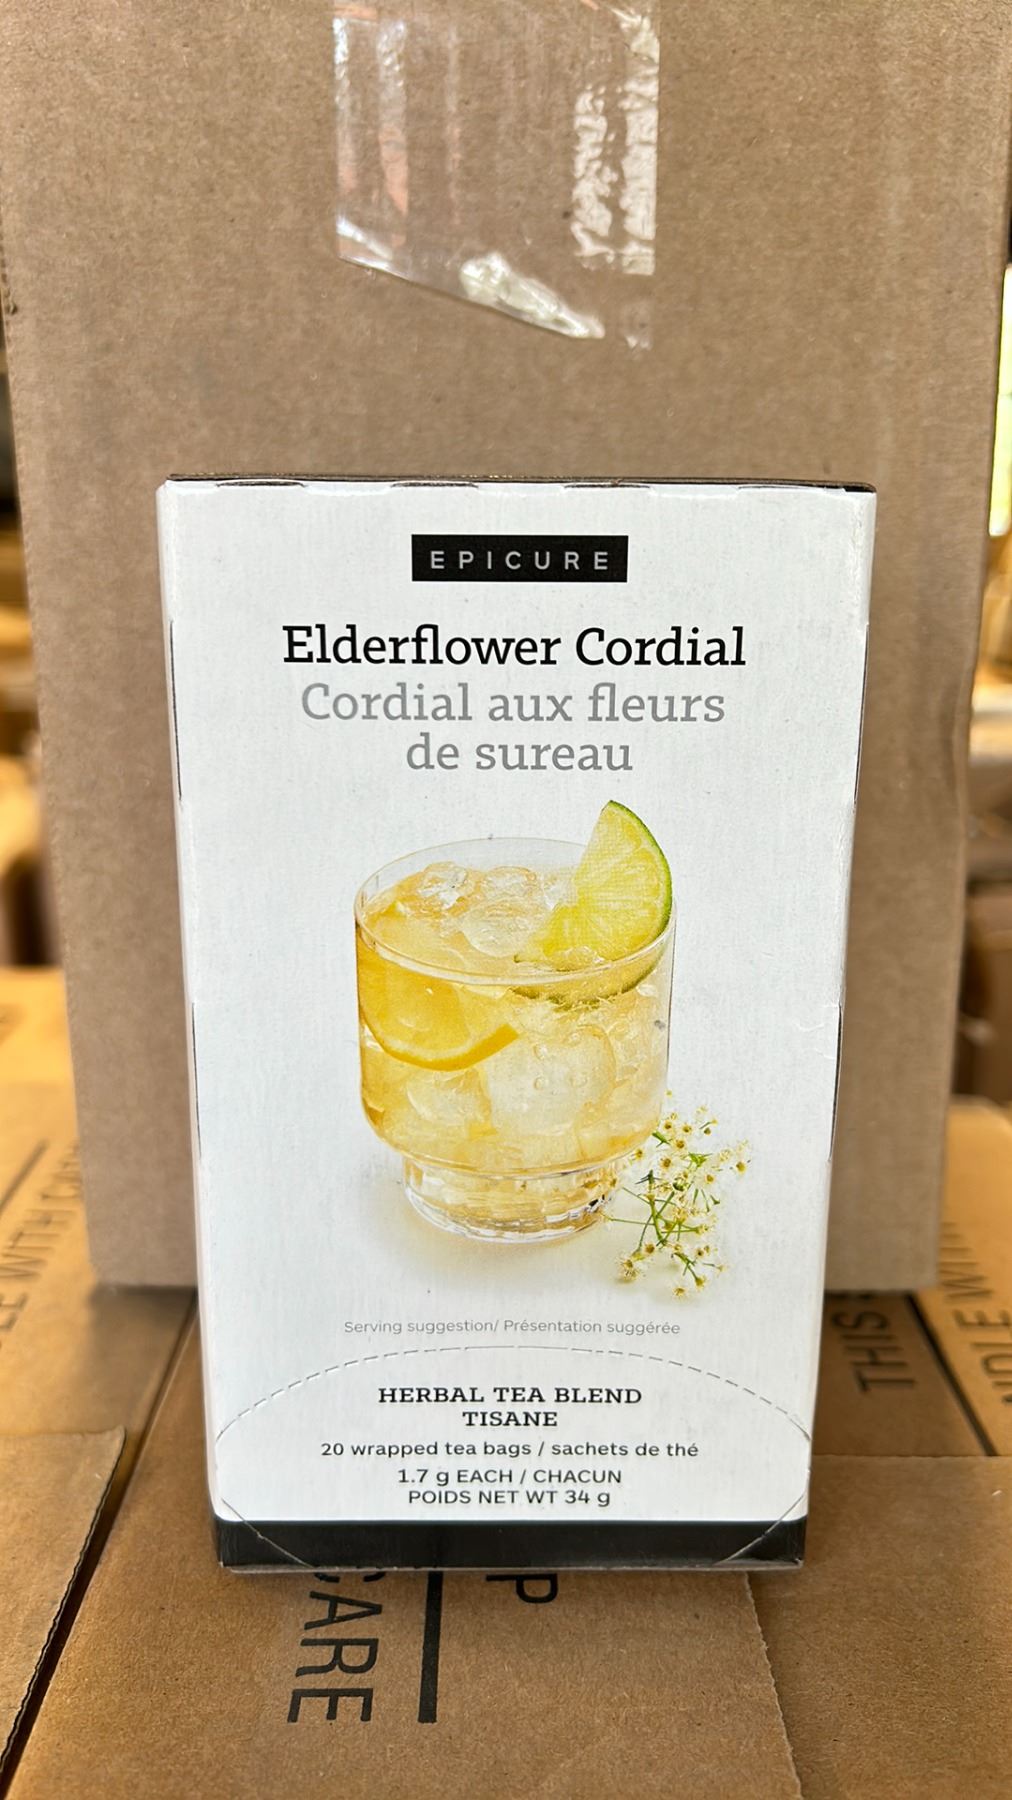 EPICURE
Elderflower Cordial
Cordial aux fleurs
de sureau
Serving suggestion/ Présentation suggérée
HERBAL TEA BLEND
TISANE
20 wrapped tea bags / sachets de thé
1.7 g EACH / CHACUN
POIDS NET WT 34 g
THIS
WITH
CARE